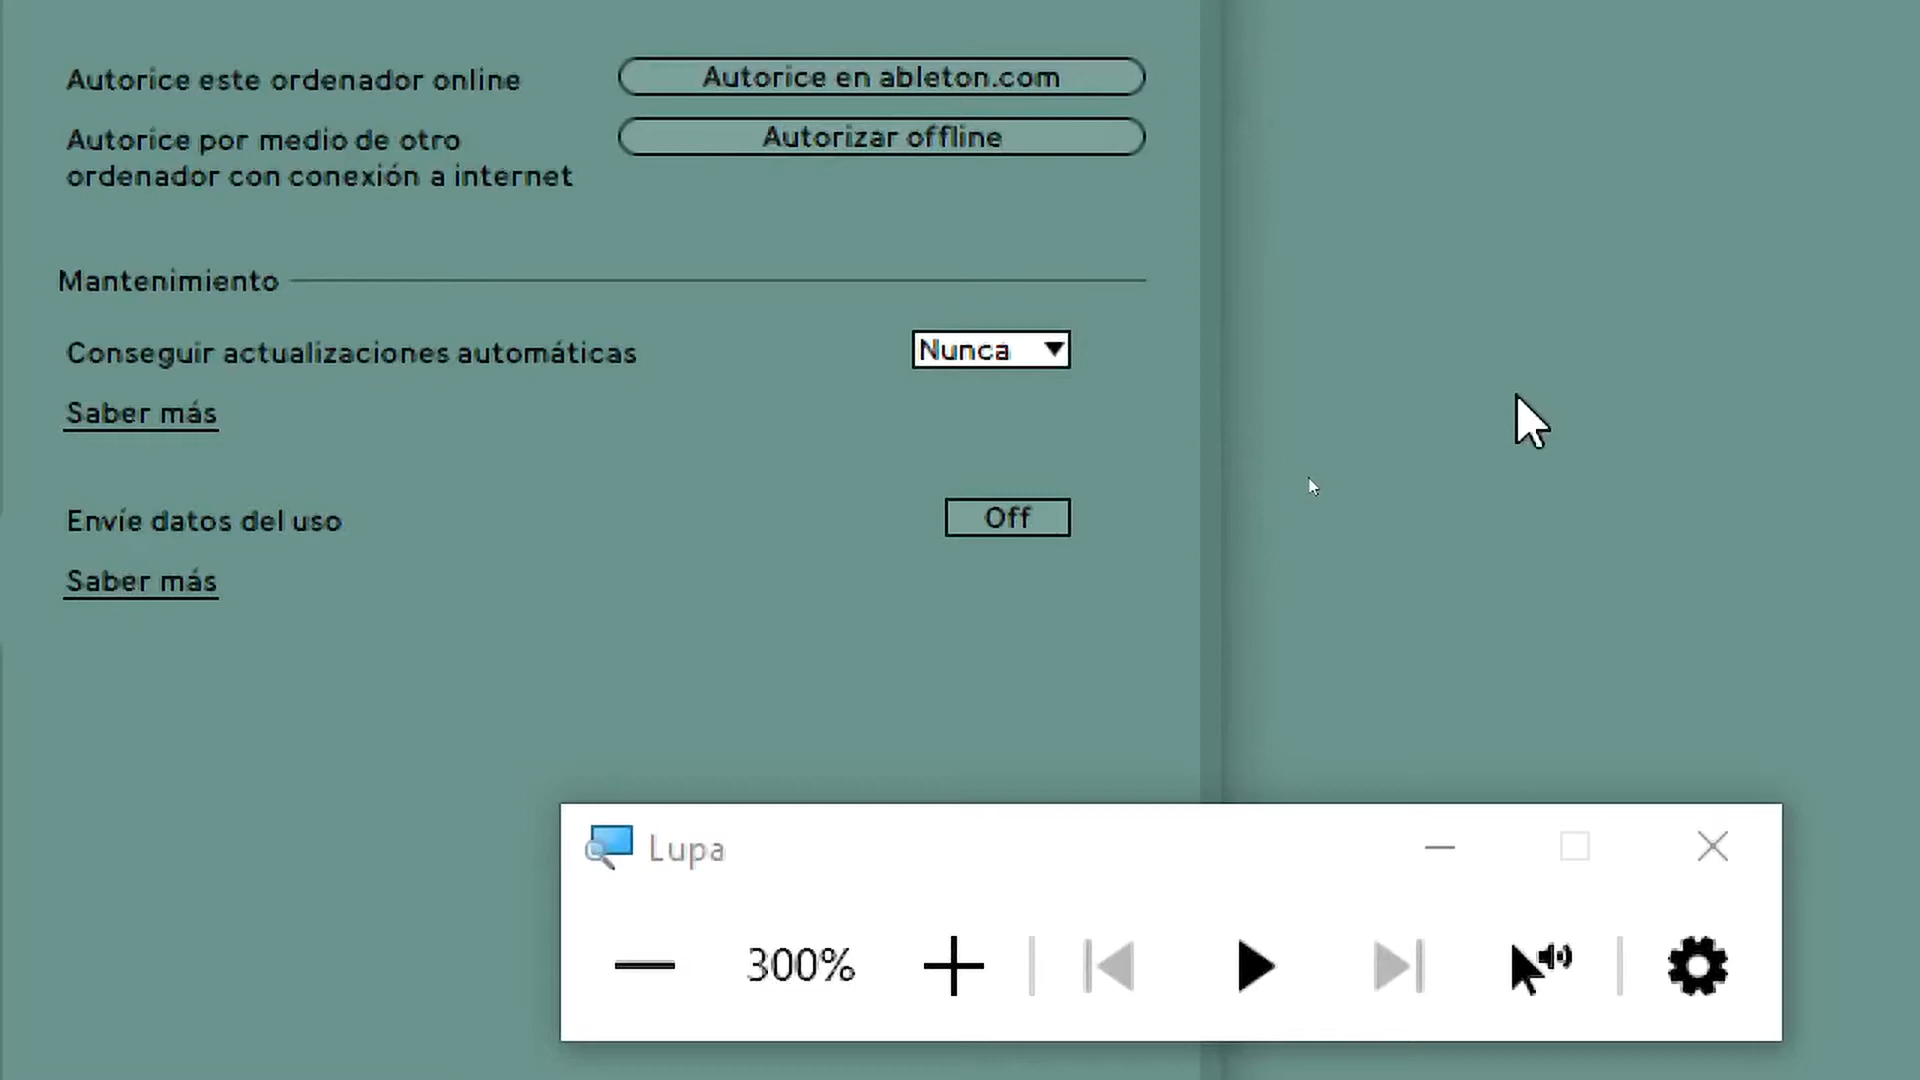 Autorice este ordenador online
Autorice en ableton.com
Autorice por medio de otro
ordenador con conexión a internet
Autorizar offline
Mantenimiento
Conseguir actualizaciones automáticas
Nunca
Saber más
Envíe datos del uso
Off
Saber más
Lupa
300%